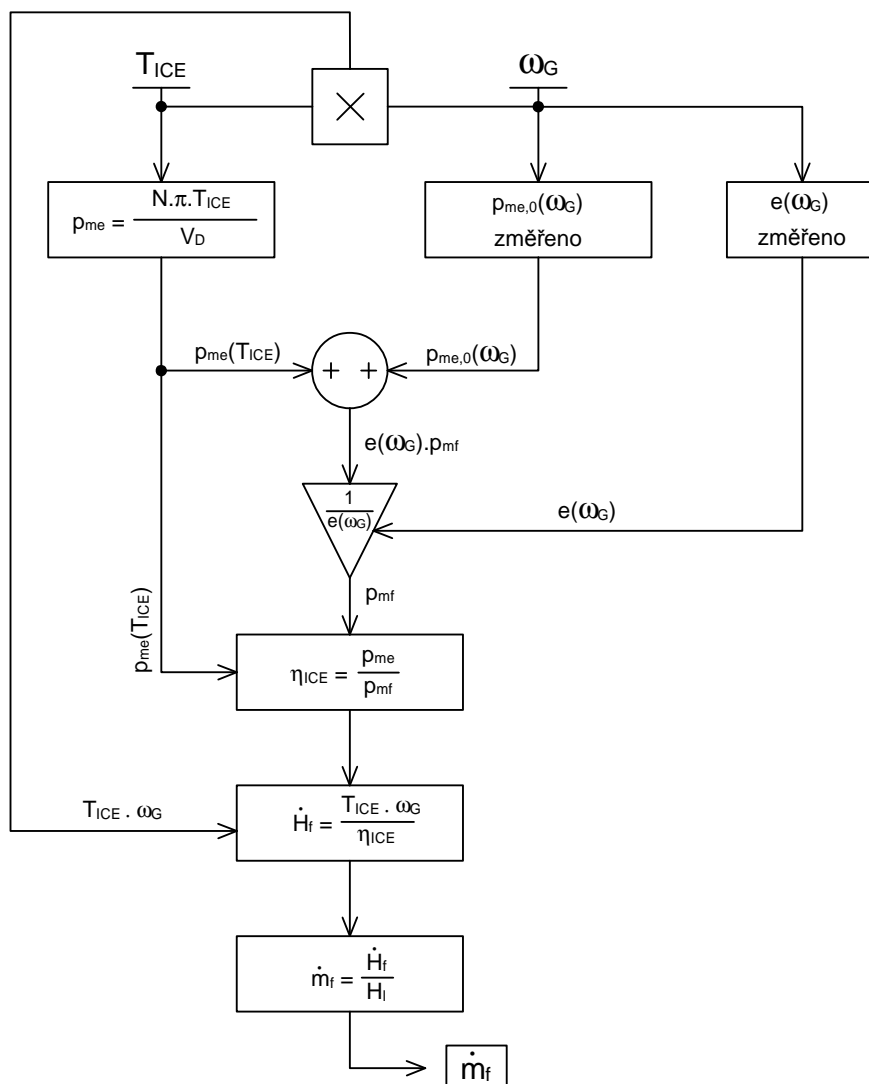 T_ICE
ω_G
×
p_me = N.π.T_ICE / V_D
p_me,0(ω_G)
změřeno
e(ω_G)
změřeno
p_me(T_ICE)
+ +
p_me,0(ω_G)
e(ω_G).p_mf
1 / e(ω_G)
e(ω_G)
p_mf
p_me(T_ICE)
η_ICE = p_me / p_mf
T_ICE . ω_G
Ḣ_f = T_ICE . ω_G / η_ICE
ṁ_f = Ḣ_f / H_l
ṁ_f